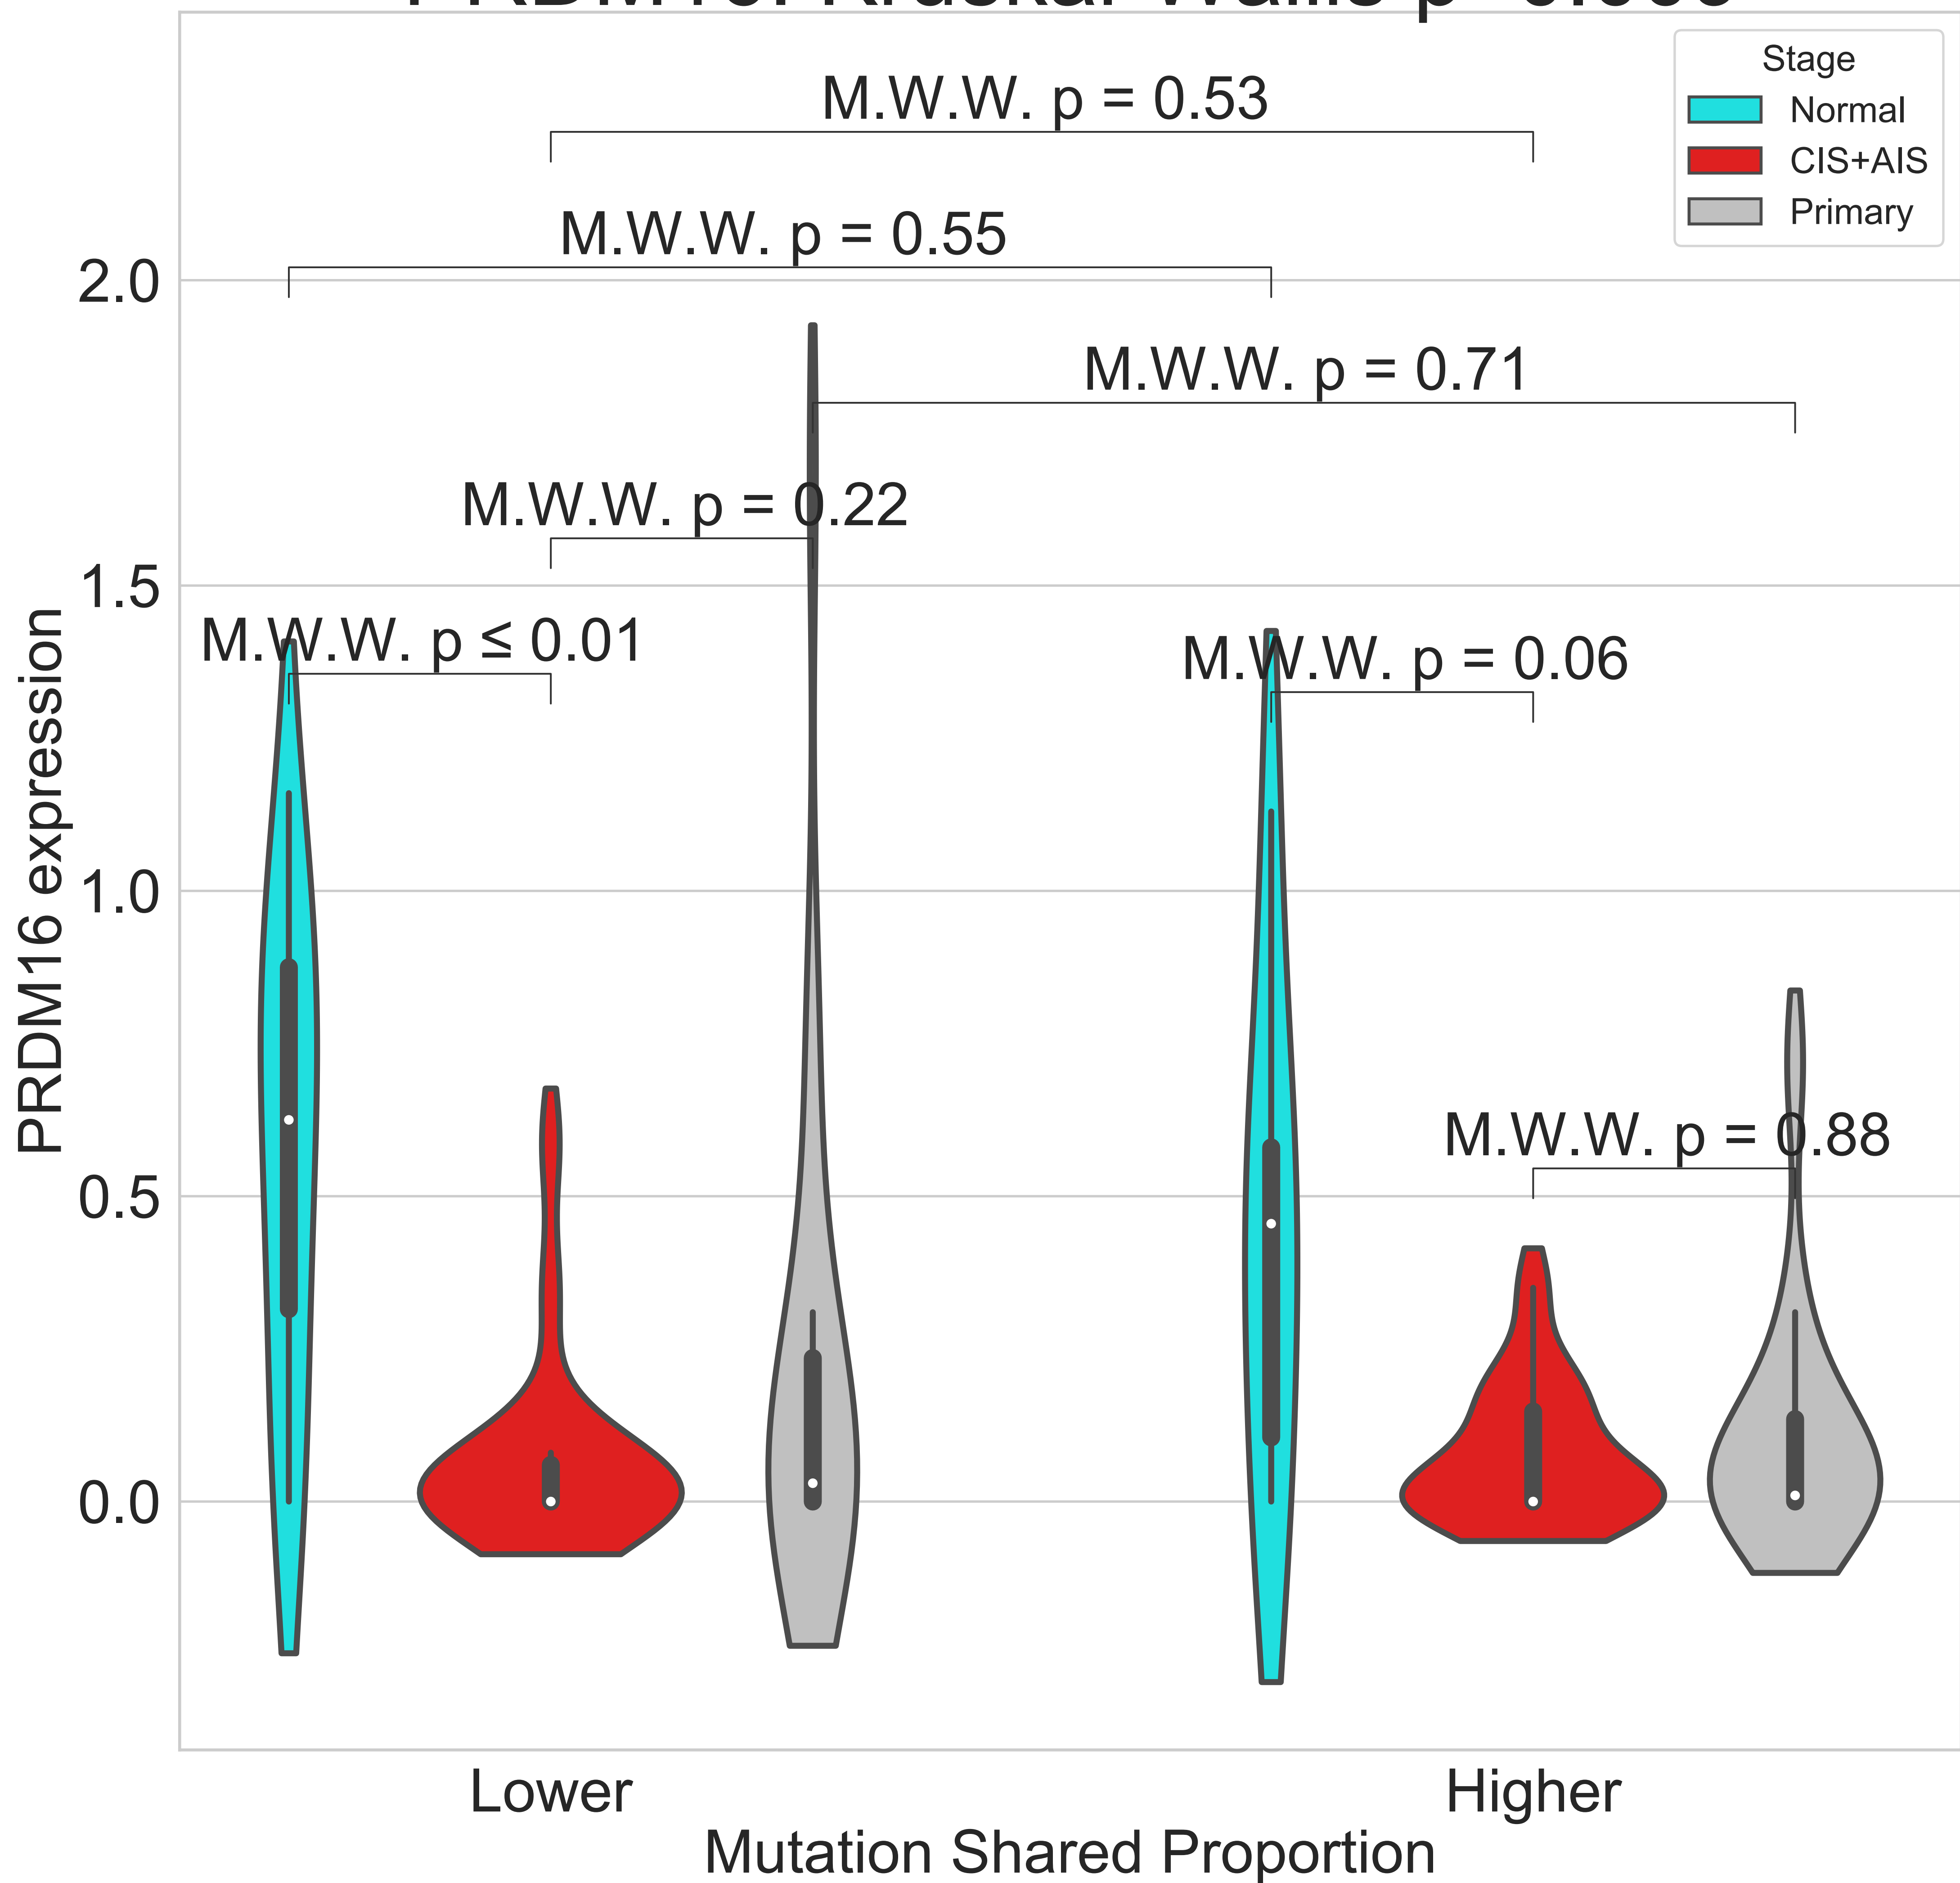 Stage
Normal
CIS+AIS
Primary
M.W.W. p = 0.53
M.W.W. p = 0.55
M.W.W. p = 0.71
M.W.W. p = 0.22
M.W.W. p ≤ 0.01
M.W.W. p = 0.06
M.W.W. p = 0.88
2.0
1.5
1.0
0.5
0.0
PRDM16 expression
Lower
Higher
Mutation Shared Proportion